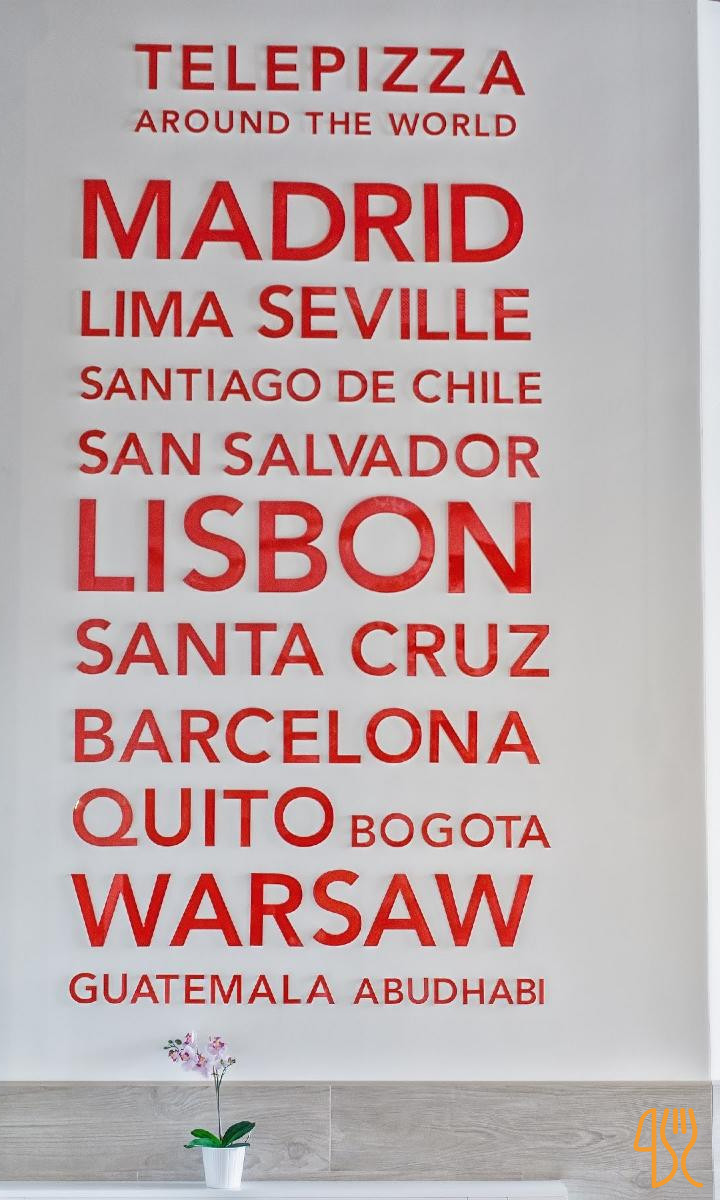 TELEPIZZA
AROUND THE WORLD
MADRID
LIMA SEVILLE
SANTIAGO DE CHILE
SAN SALVADOR
LISBON
SANTA CRUZ
BARCELONA
QUITO BOGOTA
WARSAW
GUATEMALA ABUDHABI